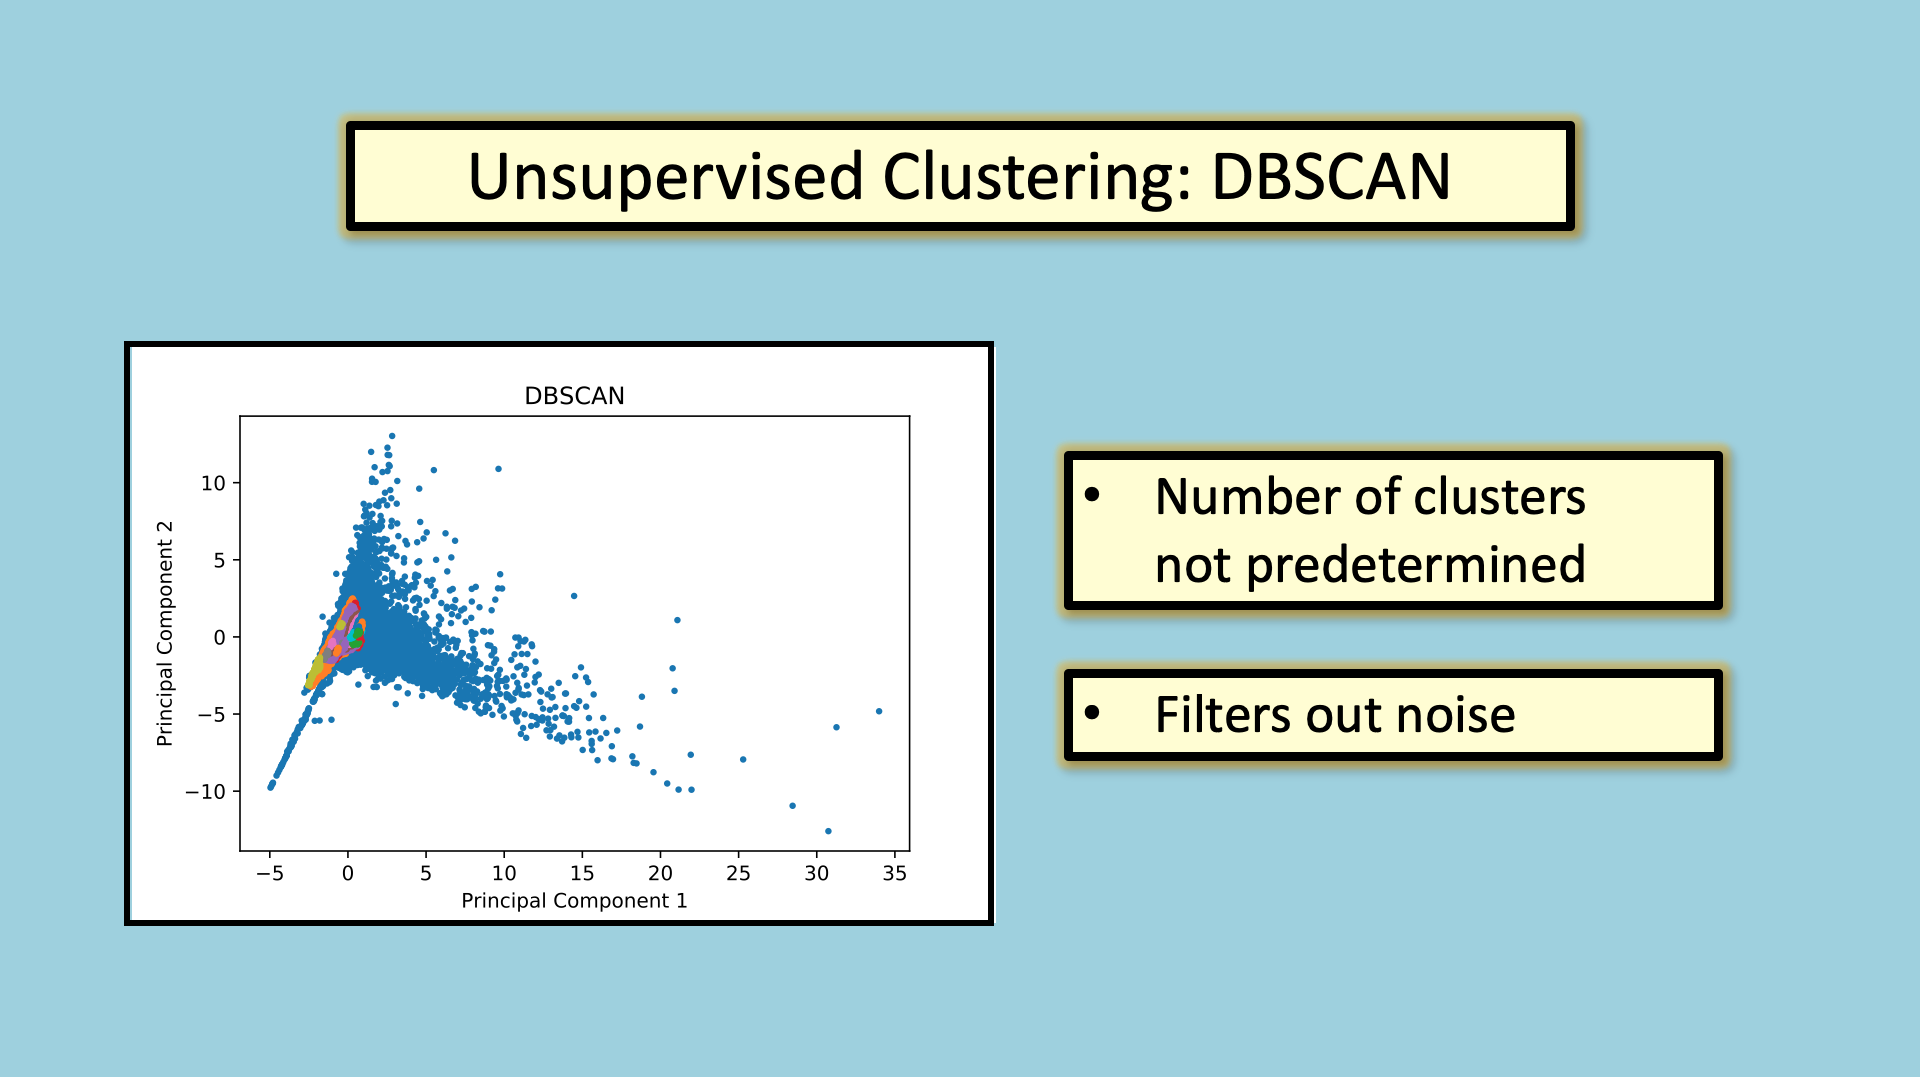 Unsupervised Clustering: DBSCAN
DBSCAN
10
5
0
−5
−10
Principal Component 2
−5 0 5 10 15 20 25 30 35
Principal Component 1
• Number of clusters
not predetermined
• Filters out noise